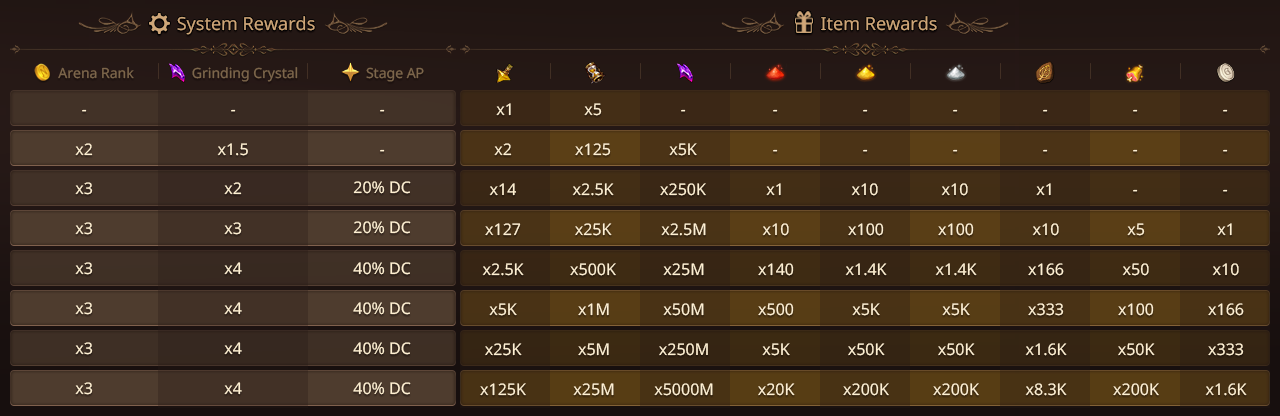 System Rewards Item Rewards
Arena Rank Grinding Crystal Stage AP
- - - x1 x5 - - - - - - -
x2 x1.5 - x2 x125 x5K - - - - - -
x3 x2 20% DC x14 x2.5K x250K x1 x10 x10 x1 - -
x3 x3 20% DC x127 x25K x2.5M x10 x100 x100 x10 x5 x1
x3 x4 40% DC x2.5K x500K x25M x140 x1.4K x1.4K x166 x50 x10
x3 x4 40% DC x5K x1M x50M x500 x5K x5K x333 x100 x166
x3 x4 40% DC x25K x5M x250M x5K x50K x50K x1.6K x50K x333
x3 x4 40% DC x125K x25M x5000M x20K x200K x200K x8.3K x200K x1.6K